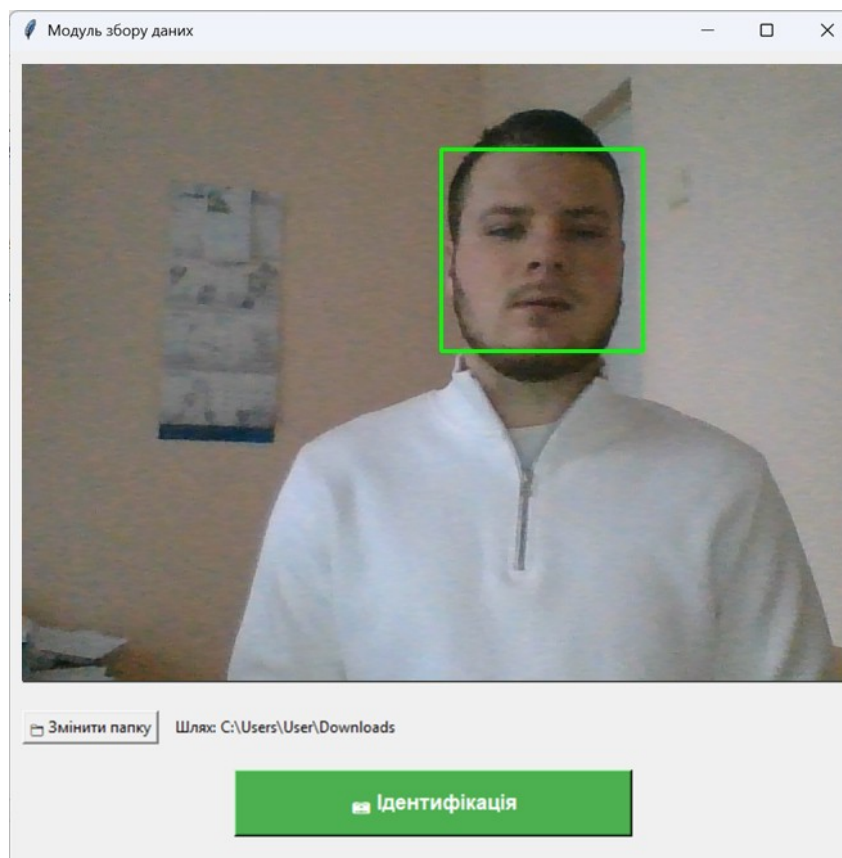 Модуль збору даних
Змінити папку Шлях: C:\Users\User\Downloads
Ідентифікація